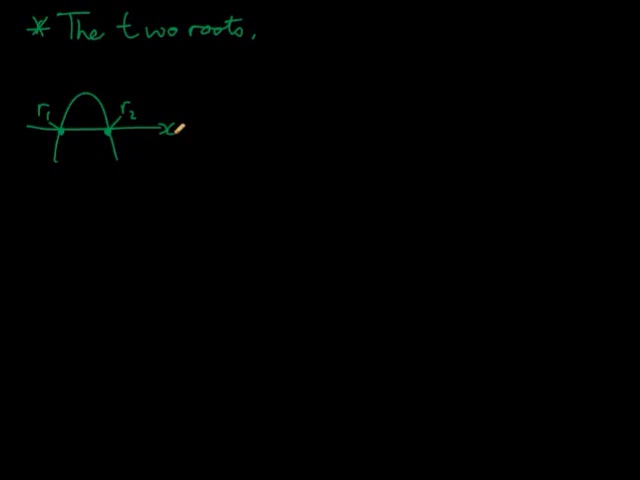 * The two roots.
r1 r2
x